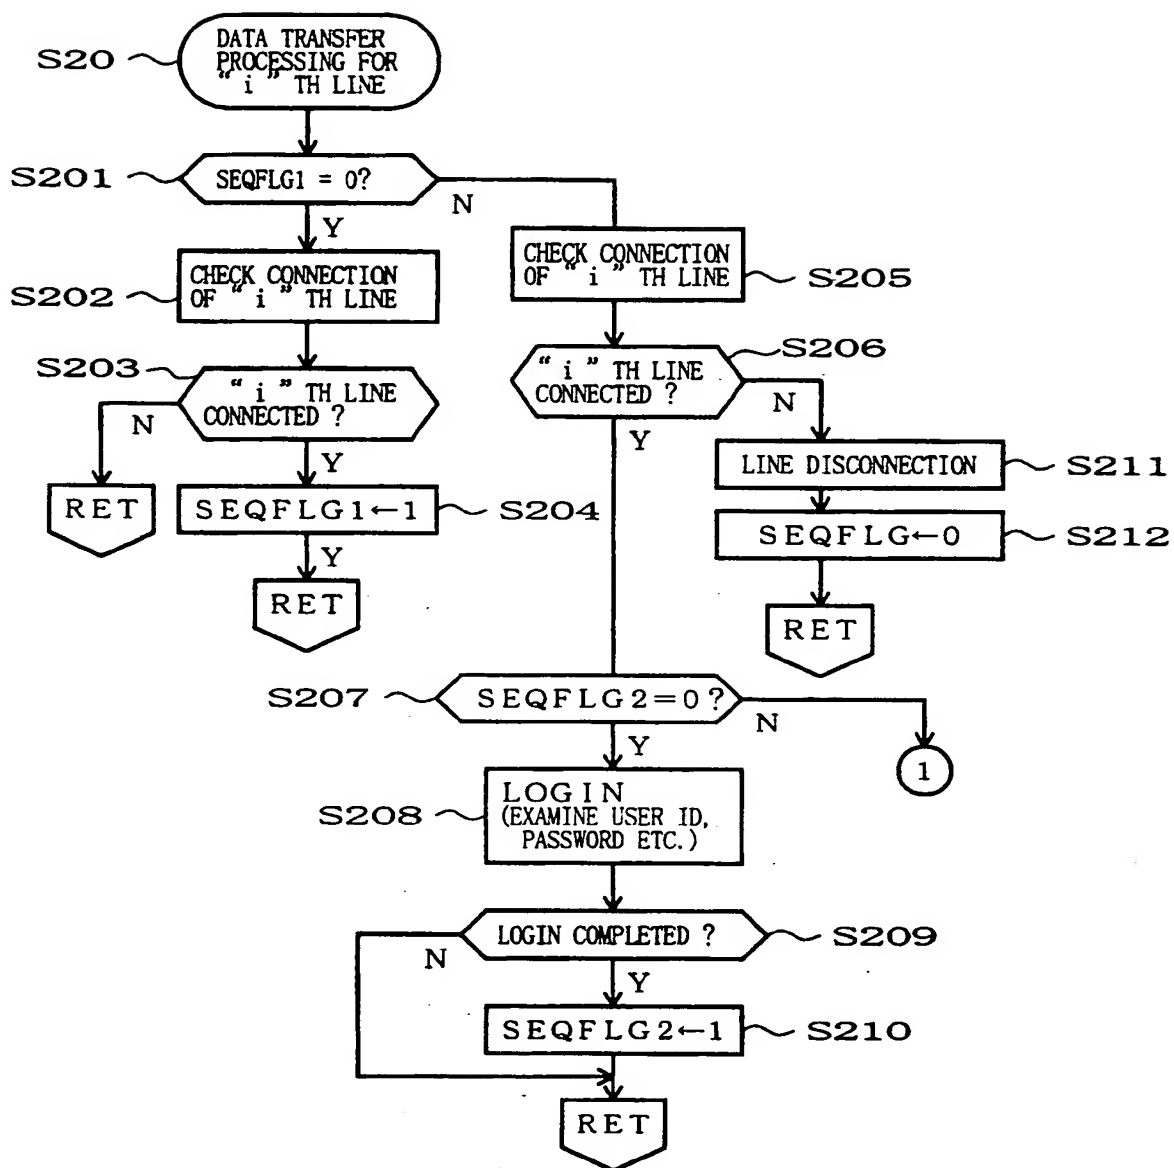 S20
DATA TRANSFER
PROCESSING FOR
“ i ” TH LINE
S201
SEQFLG1 = 0?
N
Y
S202
CHECK CONNECTION
OF “ i ” TH LINE
CHECK CONNECTION
OF “ i ” TH LINE
S205
S203
“ i ” TH LINE
CONNECTED ?
N
Y
“ i ” TH LINE
CONNECTED ?
S206
N
Y
RET
SEQFLG1←1
S204
Y
RET
LINE DISCONNECTION
S211
SEQFLG←0
S212
RET
S207
SEQFLG2=0?
N
Y
1
S208
LOGIN
(EXAMINE USER ID,
PASSWORD ETC.)
LOGIN COMPLETED ?
S209
N
Y
SEQFLG2←1
S210
RET